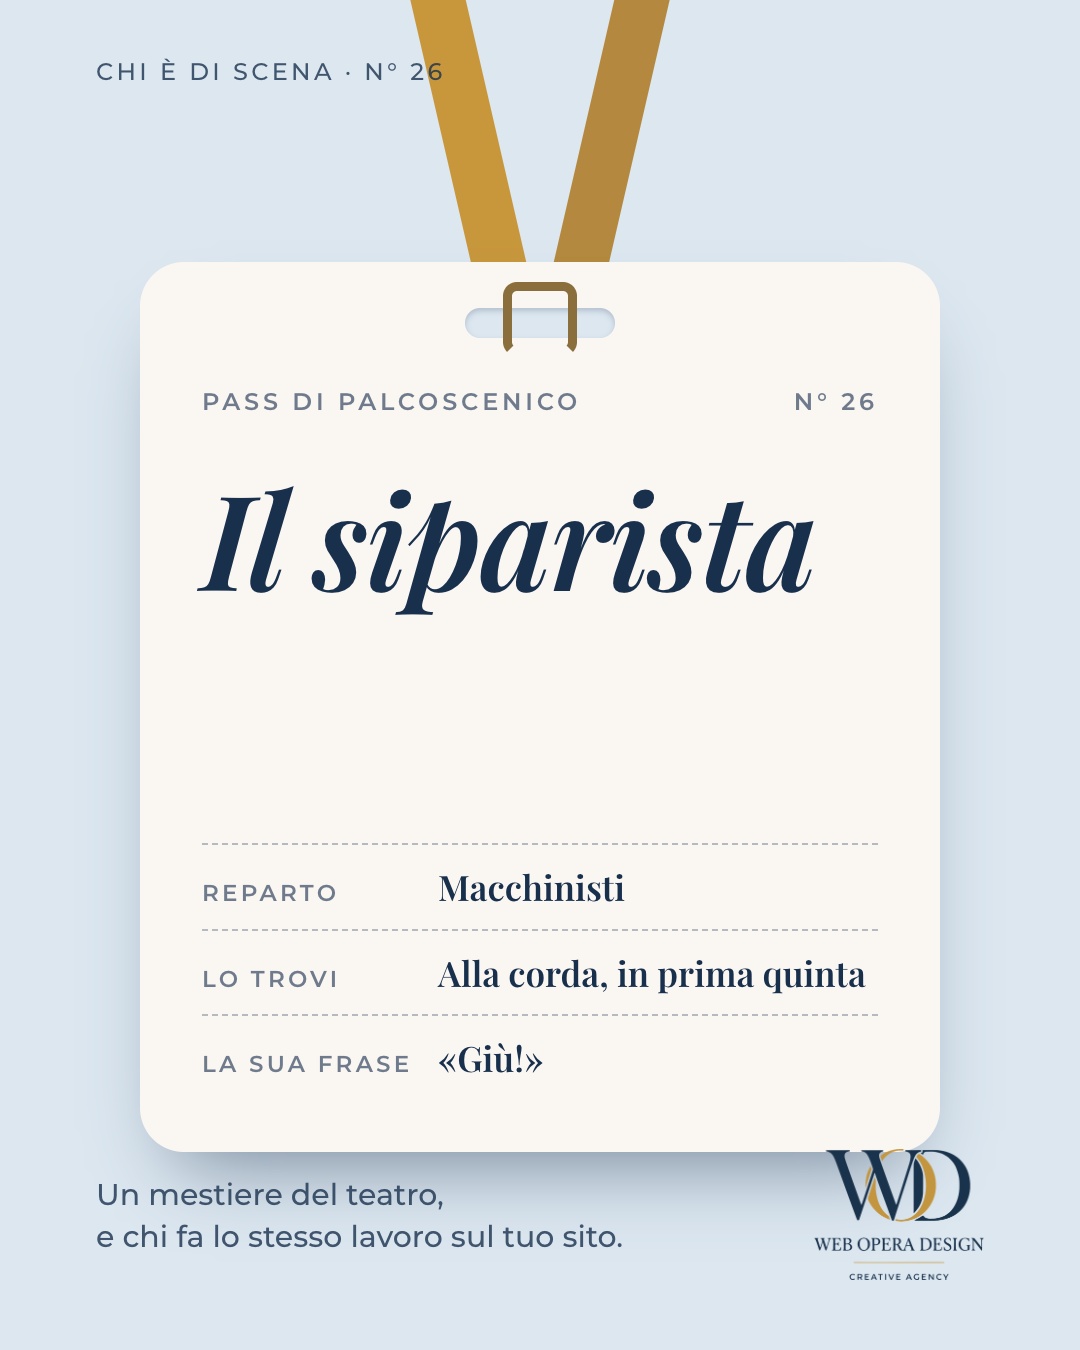 CHI È DI SCENA · N° 26
PASS DI PALCOSCENICO
N° 26
Il siparista
REPARTO
Macchinisti
LO TROVI
Alla corda, in prima quinta
LA SUA FRASE
«Giù!»
Un mestiere del teatro,
e chi fa lo stesso lavoro sul tuo sito.
WOD
WEB OPERA DESIGN
CREATIVE AGENCY